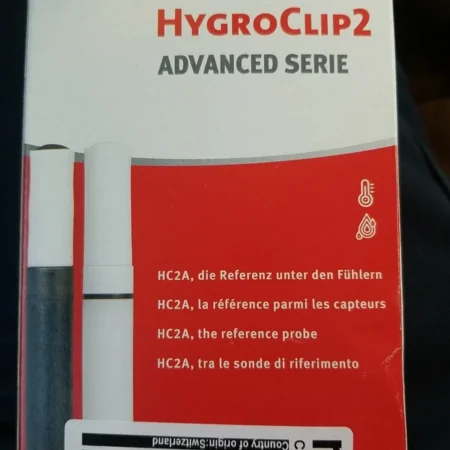 HYGROCLIP2
ADVANCED SERIE
HC2A, die Referenz unter den Fühlern
HC2A, la référence parmi les capteurs
HC2A, the reference probe
HC2A, tra le sonde di riferimento
Country of origin:Switzerland